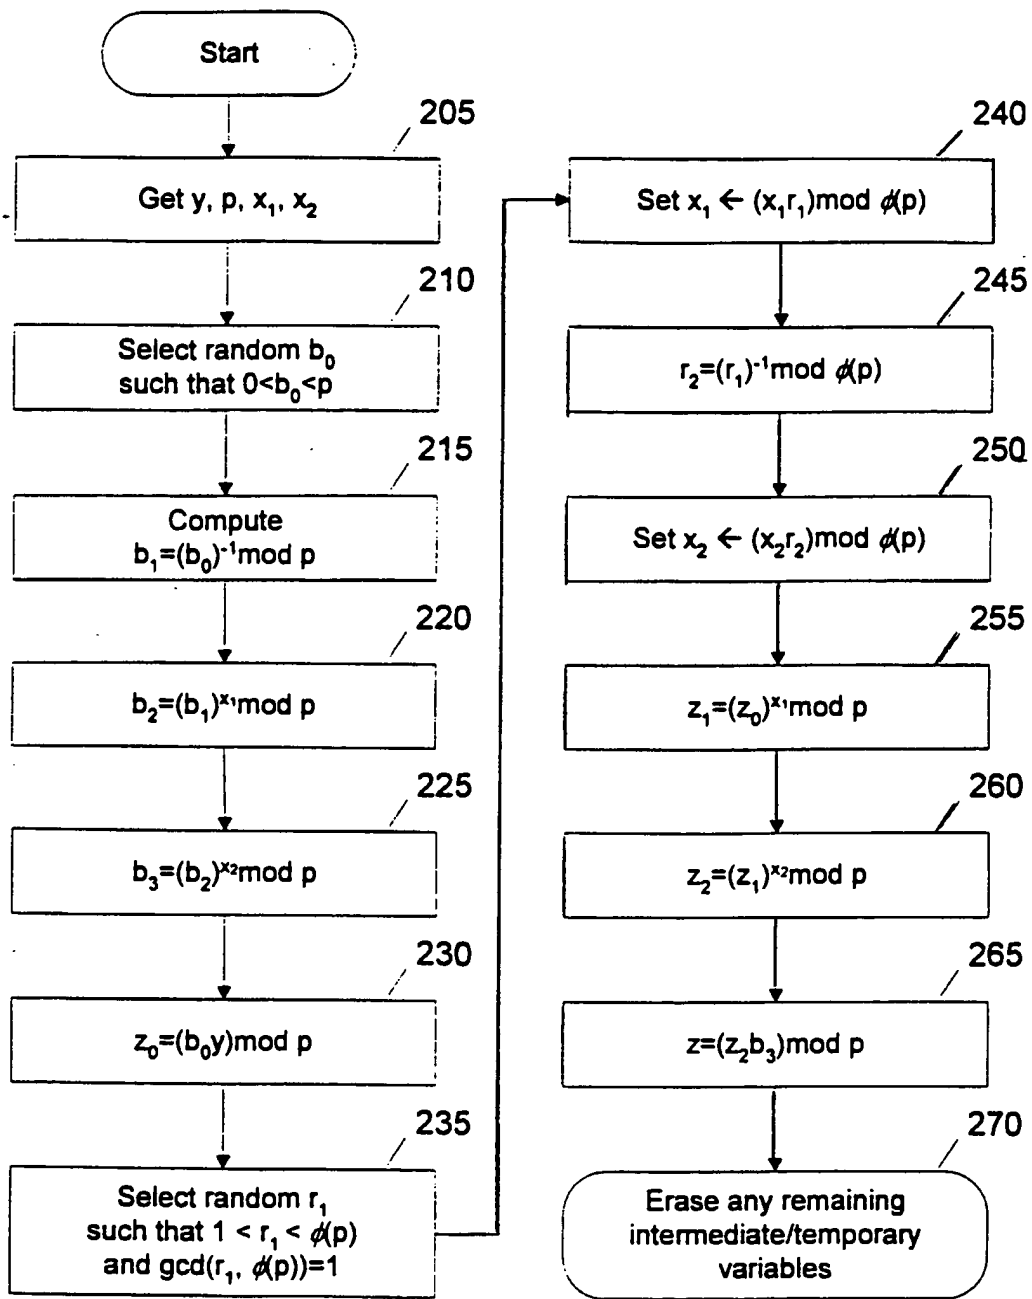 Start
205
Get y, p, x₁, x₂
210
Select random b₀
such that 0<b₀<p
215
Compute
b₁=(b₀)⁻¹mod p
220
b₂=(b₁)^x₁mod p
225
b₃=(b₂)^x₂mod p
230
z₀=(b₀y)mod p
235
Select random r₁
such that 1 < r₁ < ϕ(p)
and gcd(r₁, ϕ(p))=1
240
Set x₁ ← (x₁r₁)mod ϕ(p)
245
r₂=(r₁)⁻¹mod ϕ(p)
250
Set x₂ ← (x₂r₂)mod ϕ(p)
255
z₁=(z₀)^x₁mod p
260
z₂=(z₁)^x₂mod p
265
z=(z₂b₃)mod p
270
Erase any remaining
intermediate/temporary
variables